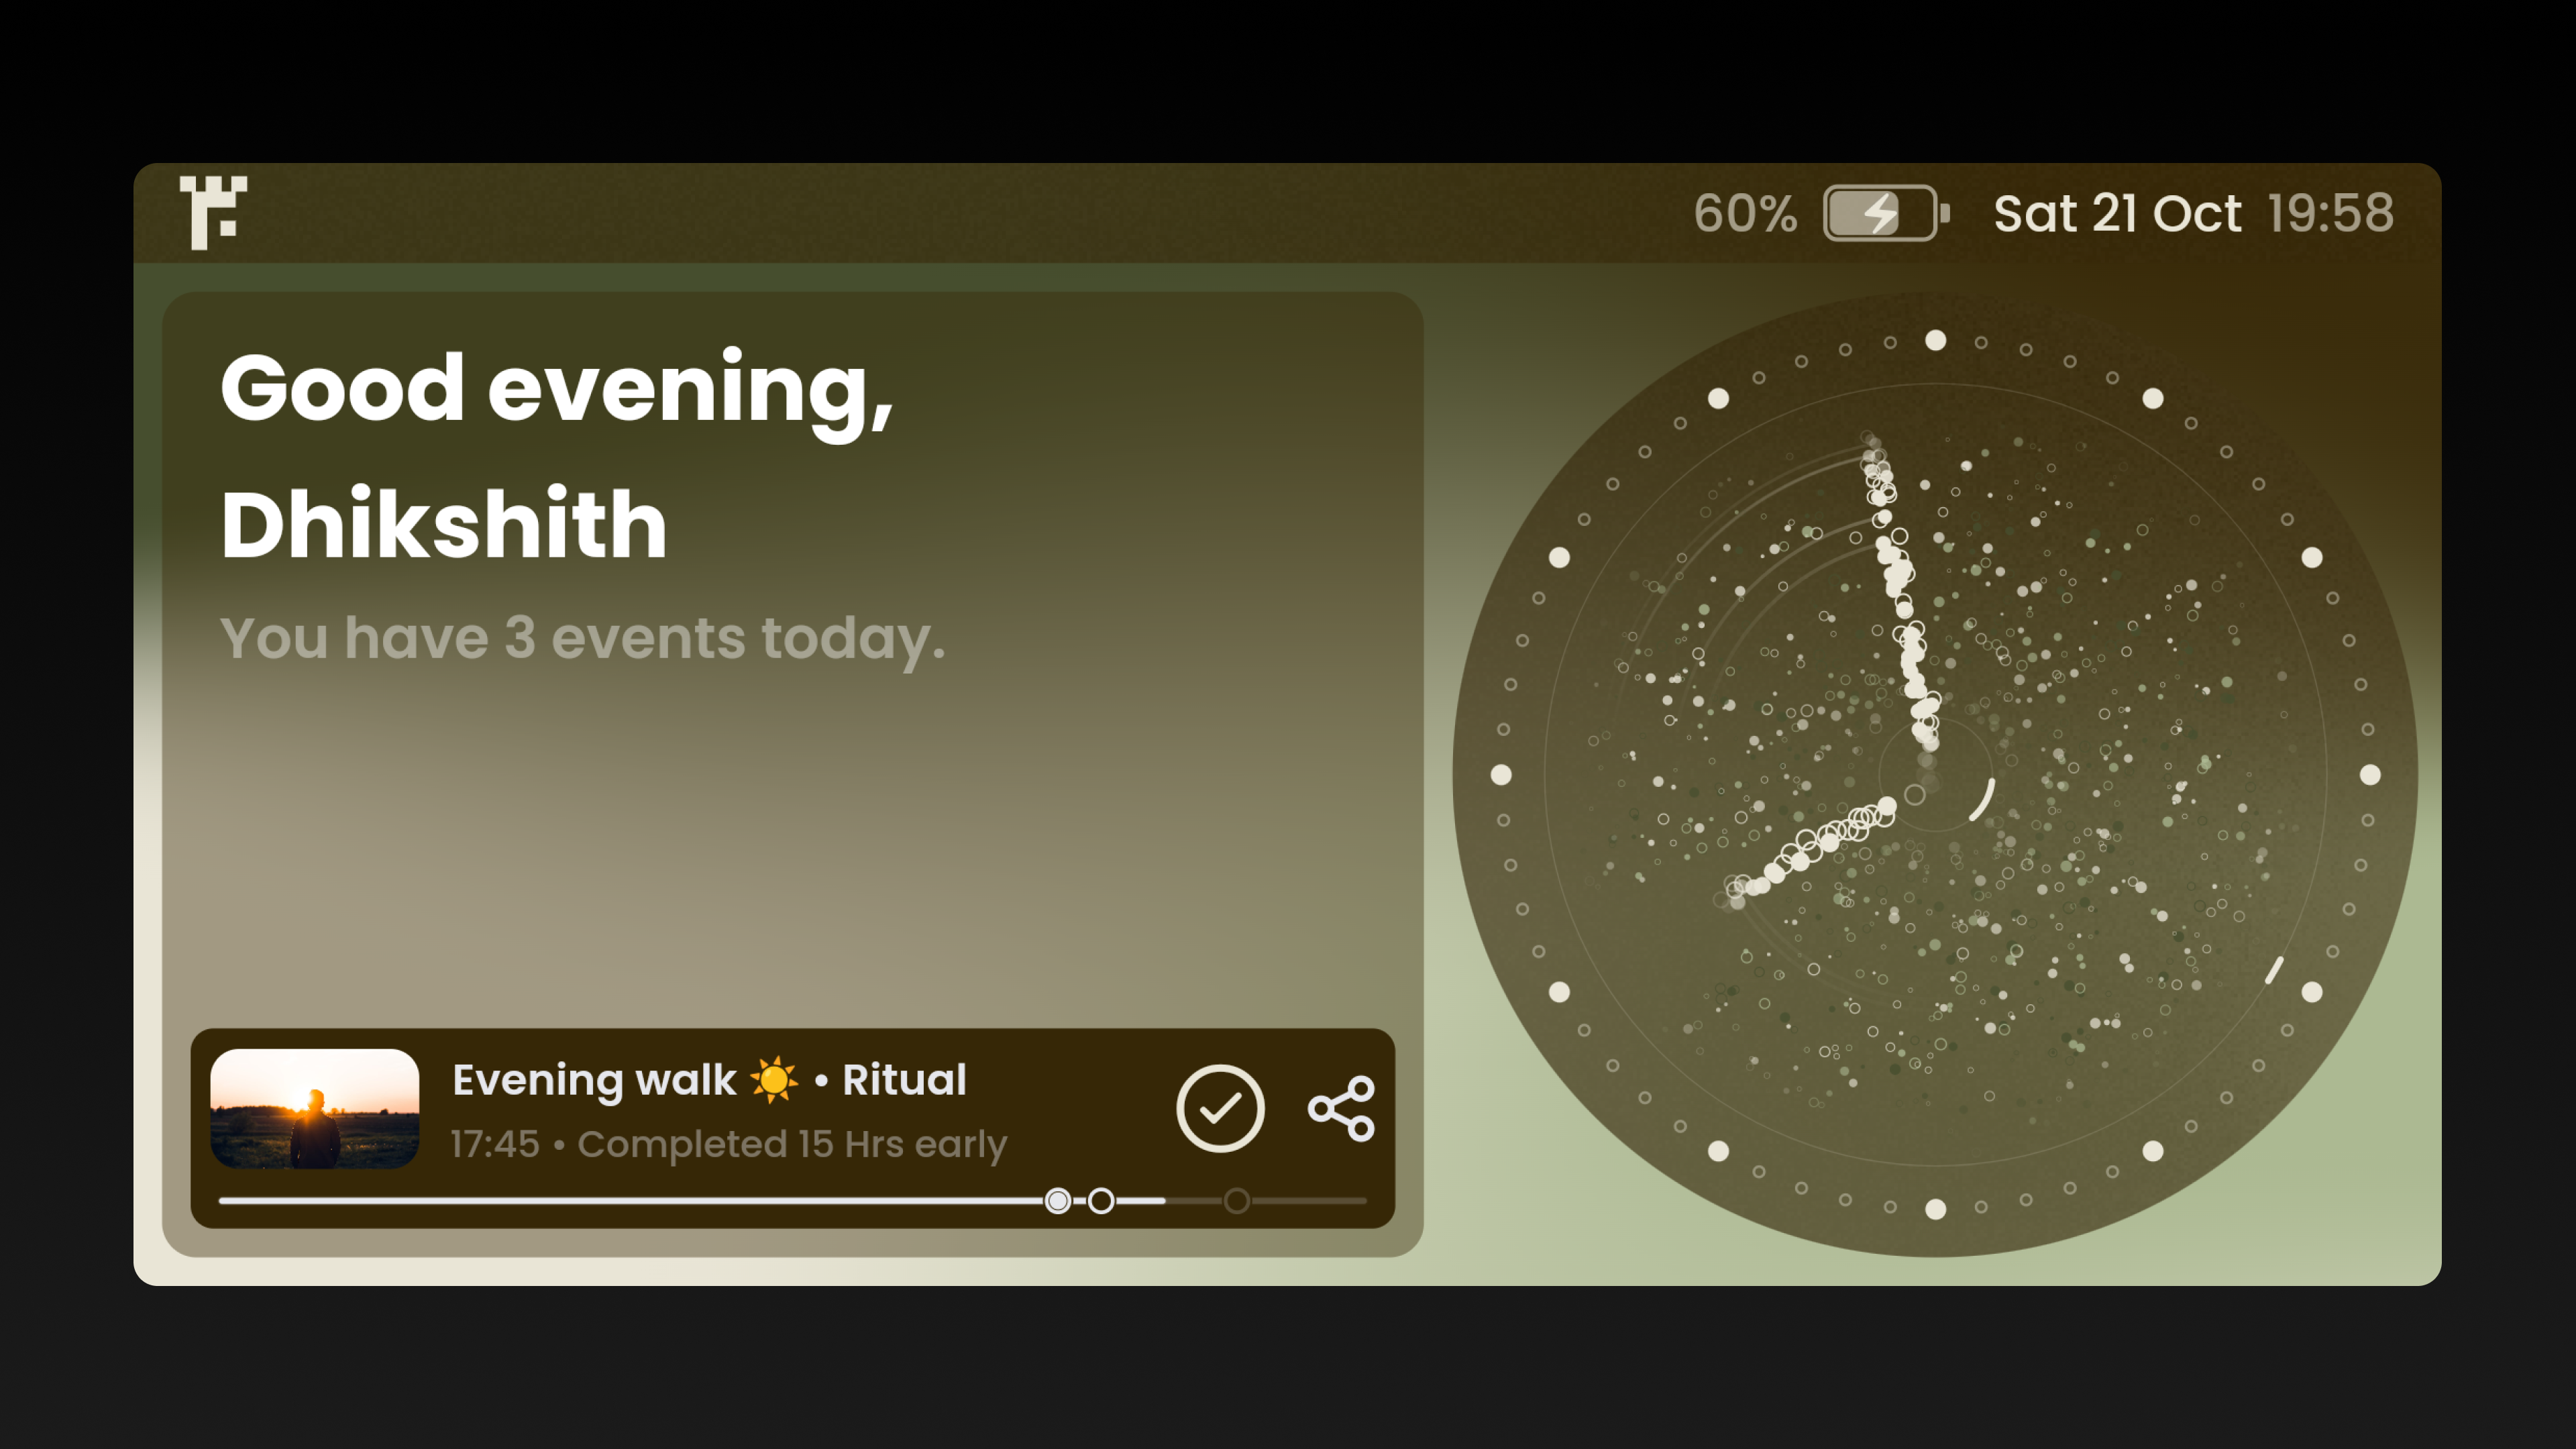 60% Sat 21 Oct 19:58
Good evening,
Dhikshith
You have 3 events today.
Evening walk ☀️ • Ritual
17:45 • Completed 15 Hrs early